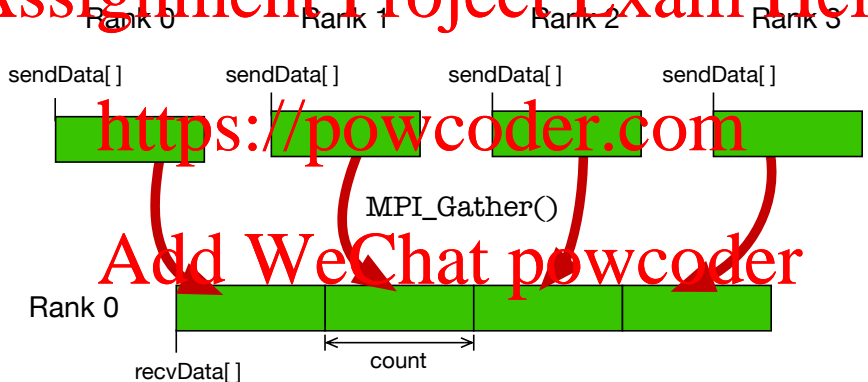 Assignment Project Exam Help
Rank 0 Rank 1 Rank 2 Rank 3
sendData[ ] sendData[ ] sendData[ ] sendData[ ]
https://powcoder.com
MPI_Gather()
Add WeChat powcoder
Rank 0
count
recvData[ ]